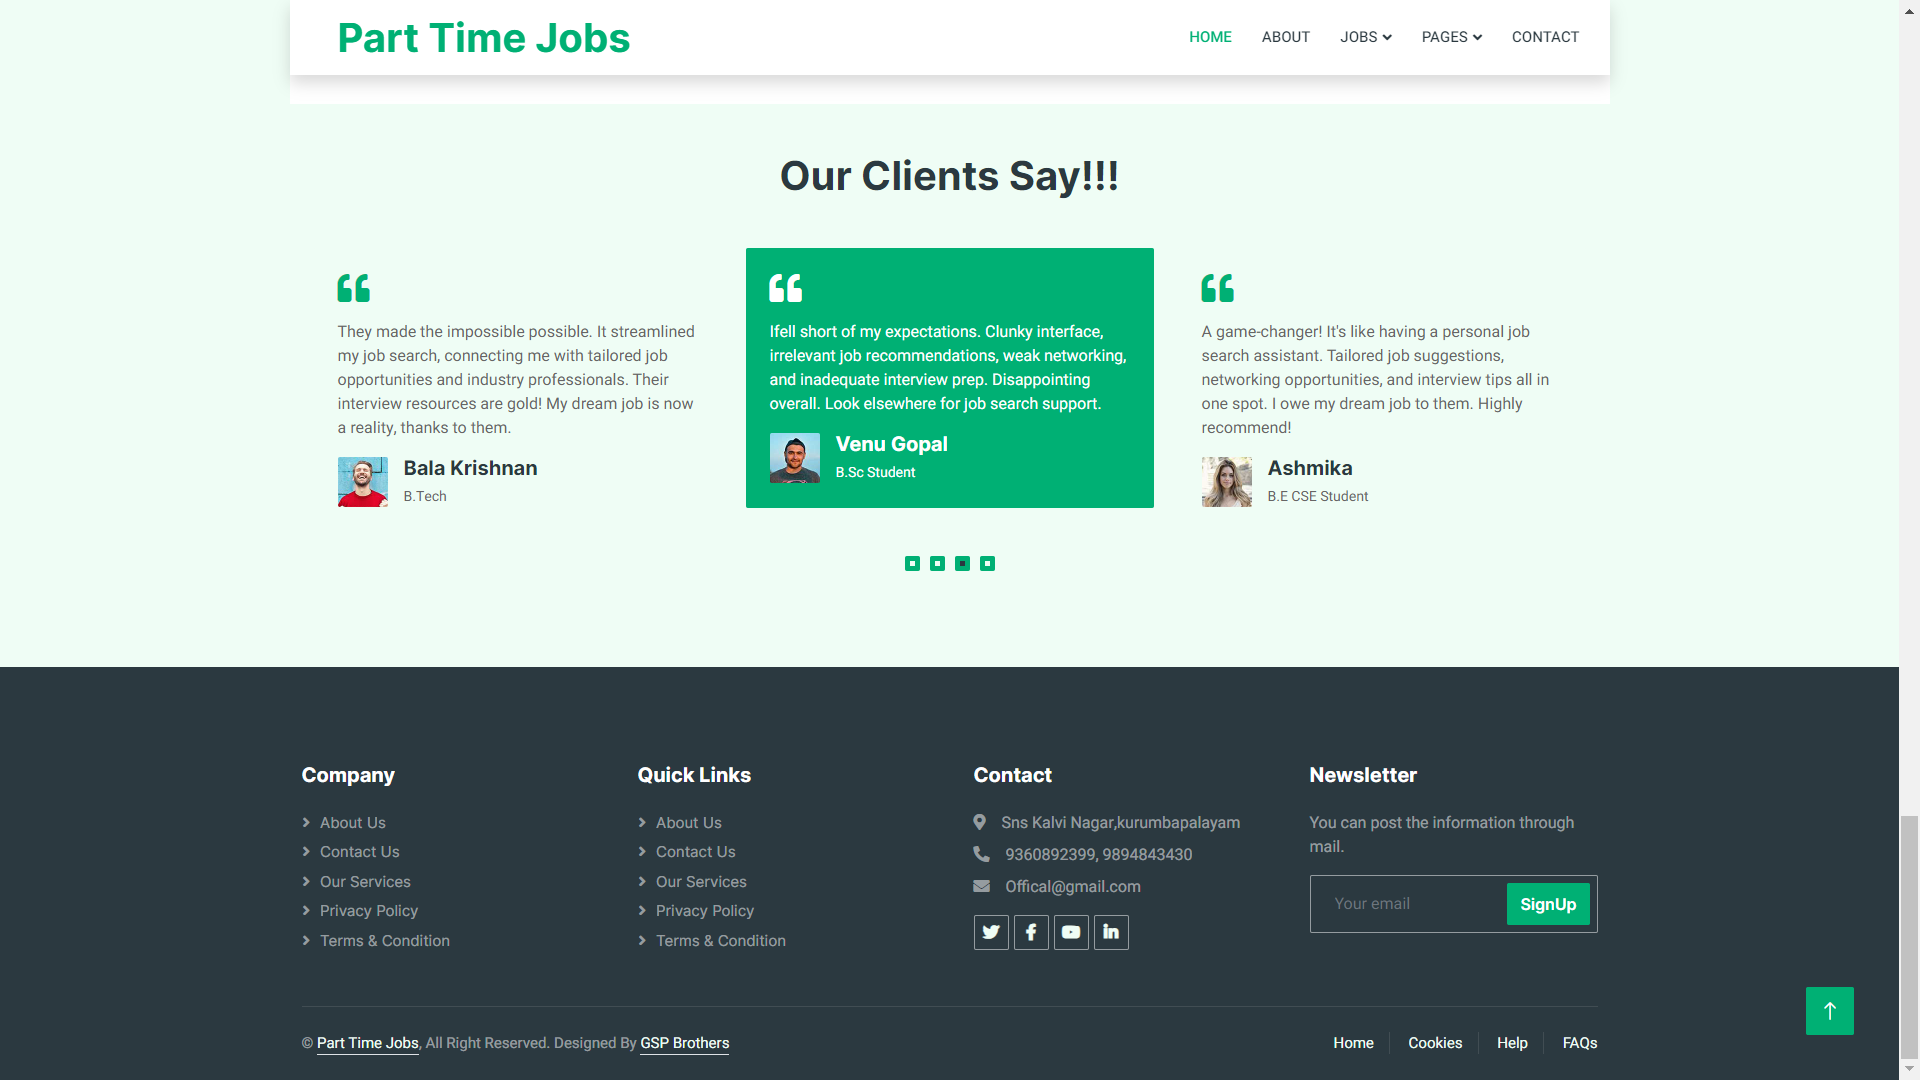 Part Time Jobs
HOME ABOUT JOBS PAGES CONTACT
Our Clients Say!!!
They made the impossible possible. It streamlined
my job search, connecting me with tailored job
opportunities and industry professionals. Their
interview resources are gold! My dream job is now
a reality, thanks to them.
Bala Krishnan
B.Tech
Ifell short of my expectations. Clunky interface,
irrelevant job recommendations, weak networking,
and inadequate interview prep. Disappointing
overall. Look elsewhere for job search support.
Venu Gopal
B.Sc Student
A game-changer! It's like having a personal job
search assistant. Tailored job suggestions,
networking opportunities, and interview tips all in
one spot. I owe my dream job to them. Highly
recommend!
Ashmika
B.E CSE Student
Company
About Us
Contact Us
Our Services
Privacy Policy
Terms & Condition
Quick Links
About Us
Contact Us
Our Services
Privacy Policy
Terms & Condition
Contact
Sns Kalvi Nagar,kurumbapalayam
9360892399, 9894843430
Offical@gmail.com
Newsletter
You can post the information through
mail.
Your email SignUp
© Part Time Jobs, All Right Reserved. Designed By GSP Brothers
Home Cookies Help FAQs